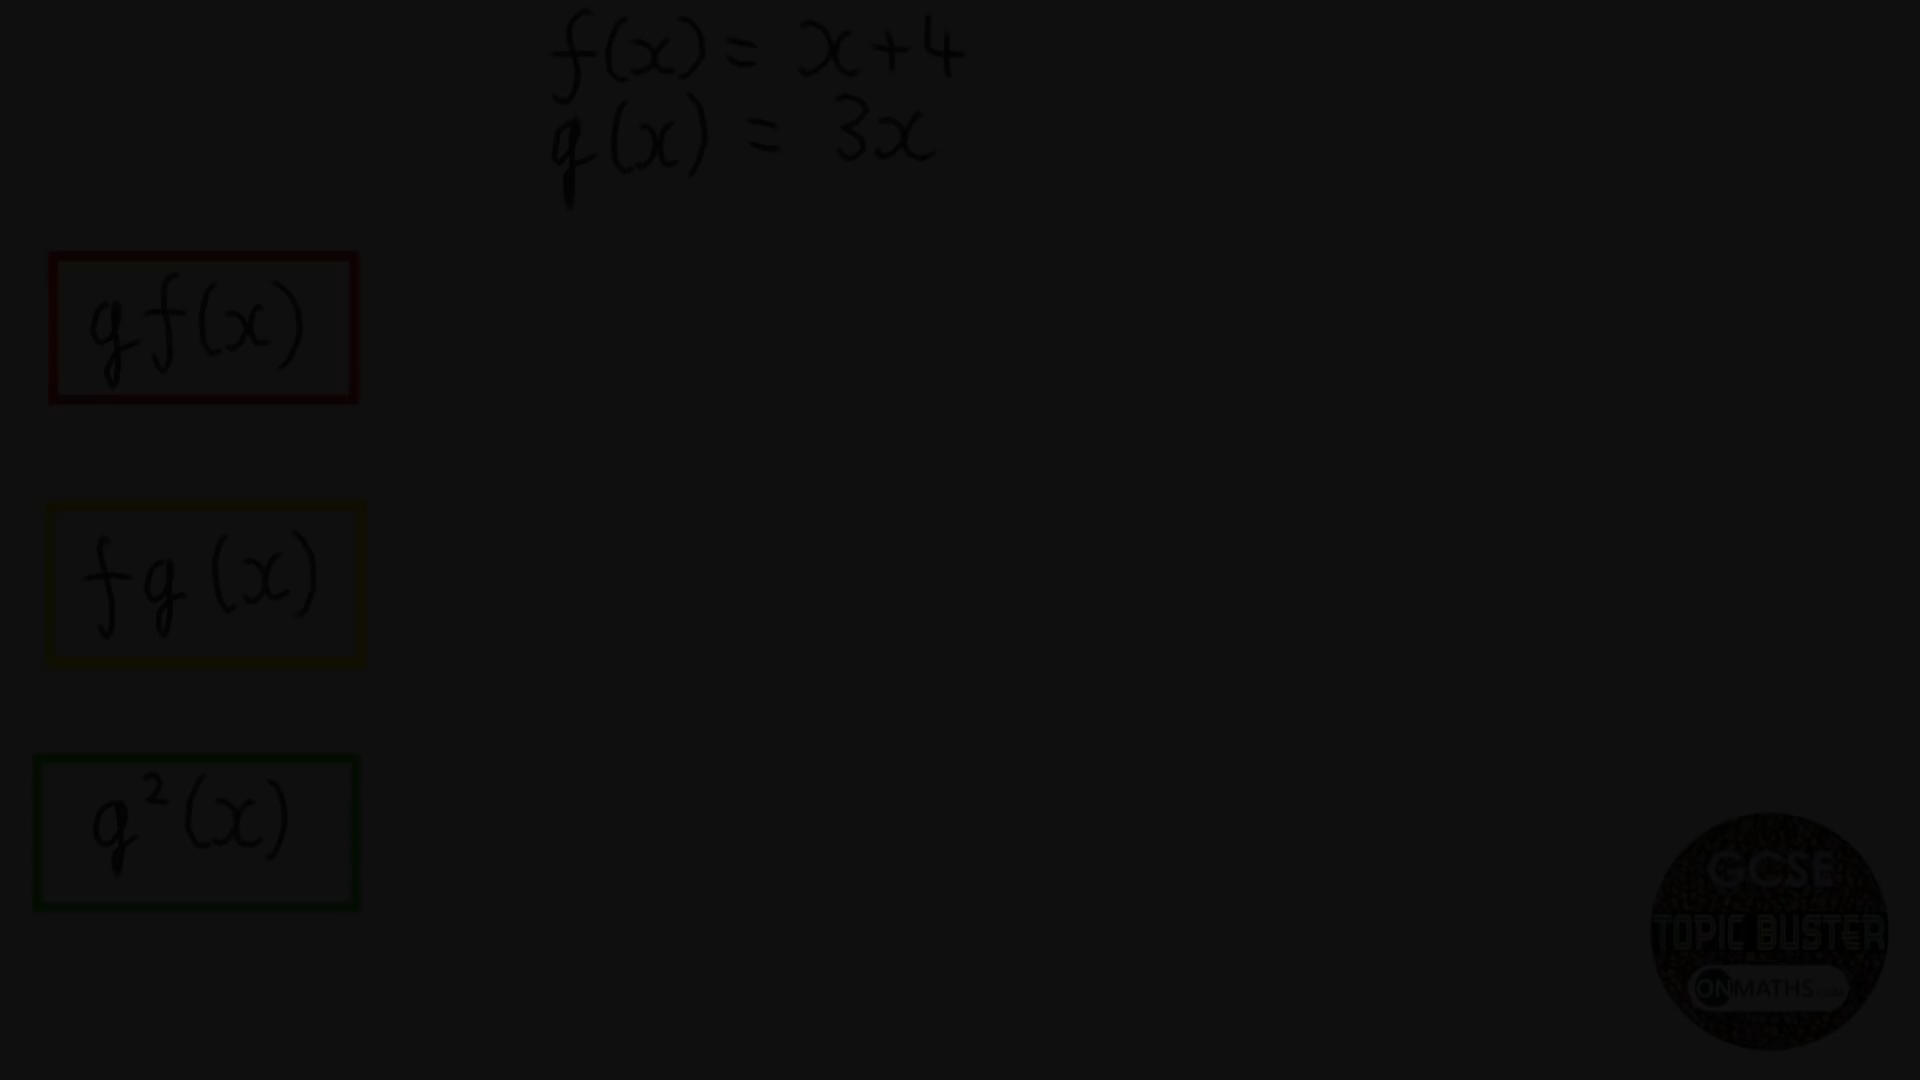 f(x) = x+4
g(x) = 3x
gf(x)
fg(x)
g²(x)
GCSE
TOPIC BUSTER
ONMATHS